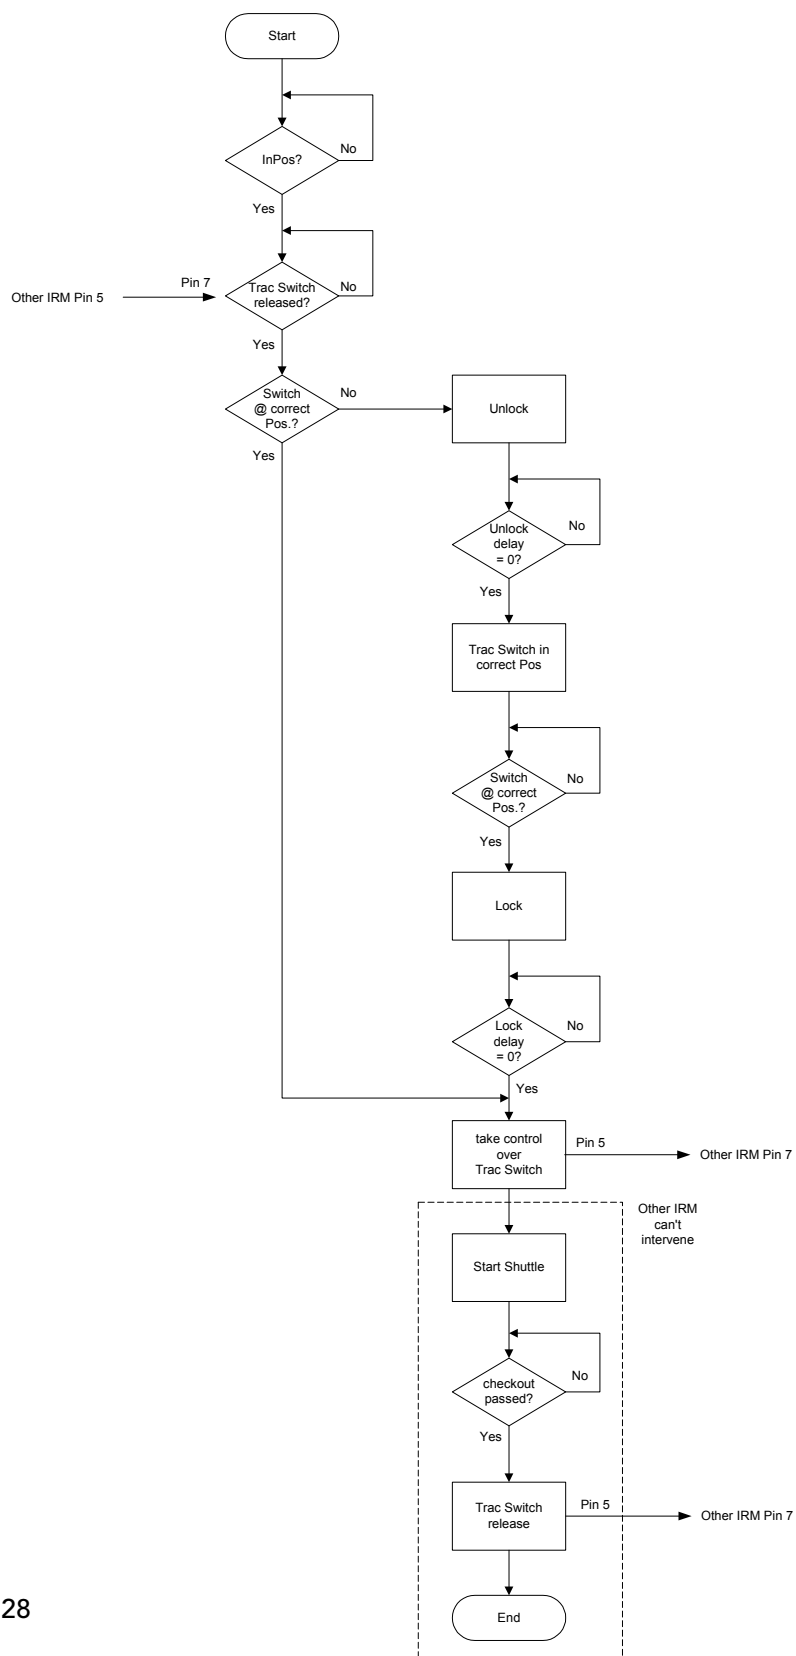 Start
InPos?
No
Yes
Other IRM Pin 5
Pin 7
Trac Switch
released?
No
Yes
Switch
@ correct
Pos.?
No
Yes
Unlock
Unlock
delay
= 0?
No
Yes
Trac Switch in
correct Pos
Switch
@ correct
Pos.?
No
Yes
Lock
Lock
delay
= 0?
No
Yes
take control
over
Trac Switch
Pin 5
Other IRM Pin 7
Other IRM
can't
intervene
Start Shuttle
checkout
passed?
No
Yes
Trac Switch
release
Pin 5
Other IRM Pin 7
End
28